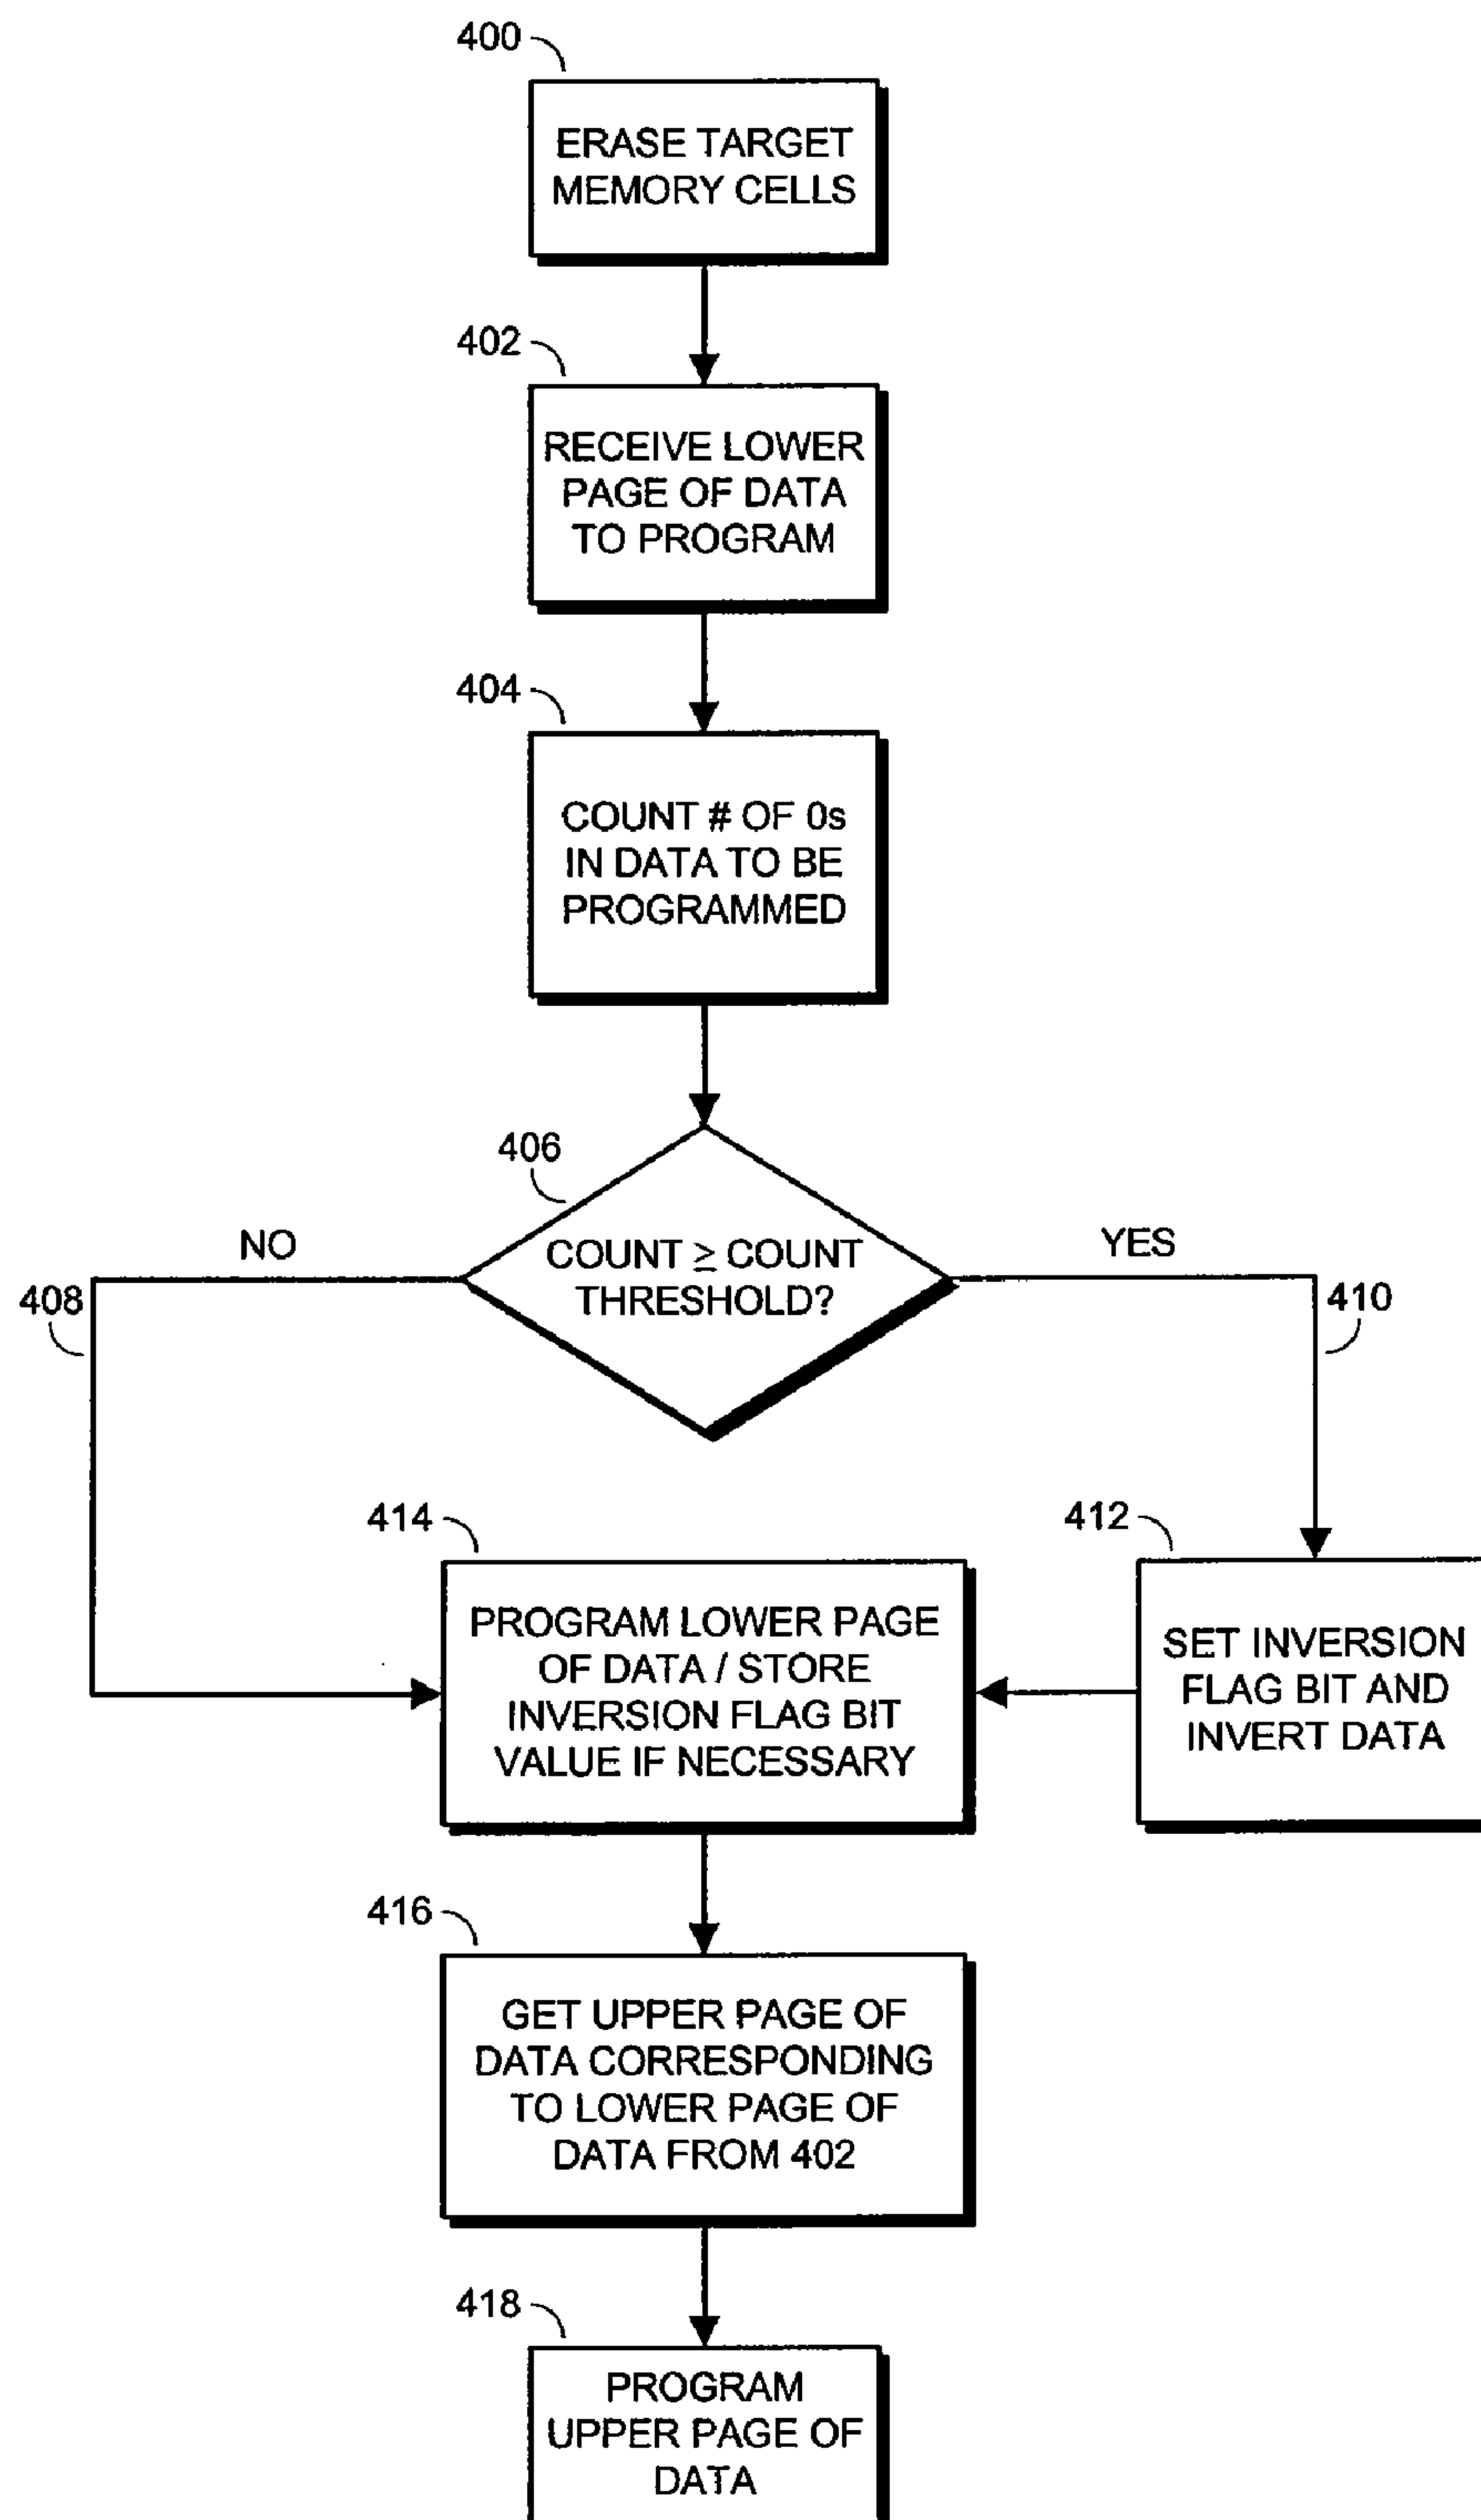 400
ERASE TARGET
MEMORY CELLS
402
RECEIVE LOWER
PAGE OF DATA
TO PROGRAM
404
COUNT # OF 0s
IN DATA TO BE
PROGRAMMED
406
NO
COUNT ≥ COUNT
THRESHOLD?
YES
408
410
414
PROGRAM LOWER PAGE
OF DATA / STORE
INVERSION FLAG BIT
VALUE IF NECESSARY
412
SET INVERSION
FLAG BIT AND
INVERT DATA
416
GET UPPER PAGE OF
DATA CORRESPONDING
TO LOWER PAGE OF
DATA FROM 402
418
PROGRAM
UPPER PAGE OF
DATA